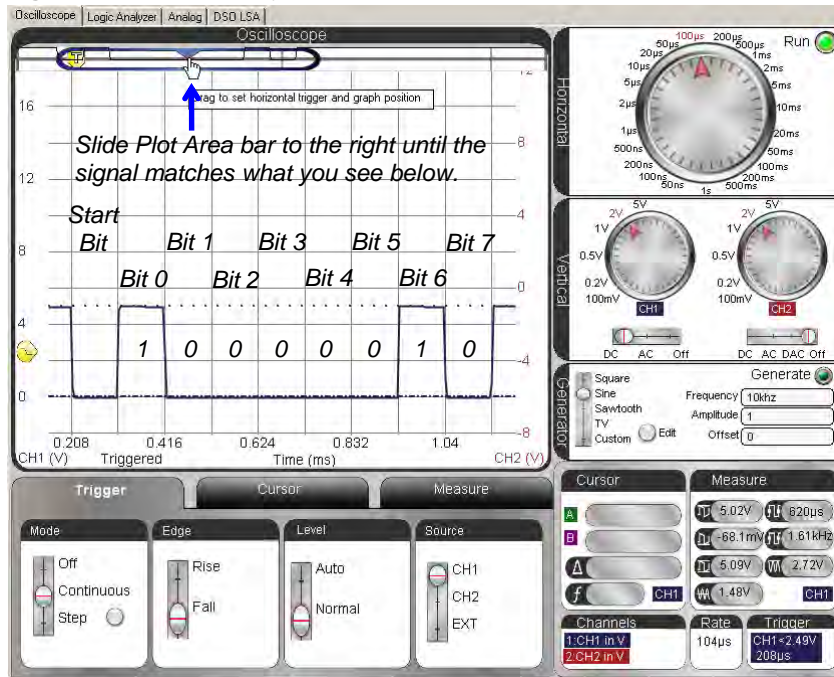 Oscilloscope Logic Analyzer Analog DSO LSA
Oscilloscope
T
rag to set horizontal trigger and graph position
Slide Plot Area bar to the right until the
signal matches what you see below.
Start
Bit Bit 1 Bit 3 Bit 5 Bit 7
Bit 0 Bit 2 Bit 4 Bit 6
1 0 0 0 0 0 1 0
16
12
8
4
0
12
8
4
0
-4
-8
0.208 0.416 0.624 0.832 1.04
CH1 (V) Triggered Time (ms) CH2 (V)
Horizontal
Run
100µs 200µs
50µs 500µs
20µs 1ms
10µs 2ms
5µs 5ms
2µs 10ms
1µs 20ms
500ns 50ms
200ns 100ms
100ns 200ms
50ns 1s 500ms
Vertical
5V 5V
2V 2V
1V 1V
0.5V 0.5V
0.2V 0.2V
100mV 100mV
CH1 CH2
DC AC Off DC AC DAC Off
Generator
Square
Sine
Sawtooth
TV
Custom
Edit
Generate
Frequency 10khz
Amplitude 1
Offset 0
Trigger Cursor Measure
Mode
Off
Continuous
Step
Edge
Rise
Fall
Level
Auto
Normal
Source
CH1
CH2
EXT
Cursor
A
B
Δ
f CH1
Measure
5.02V 620µs
-68.1mV 1.61kHz
5.09V 2.72V
1.48V CH1
Channels
1:CH1 in V
2:CH2 in V
Rate
104µs
Trigger
CH1<2.49V
208µs